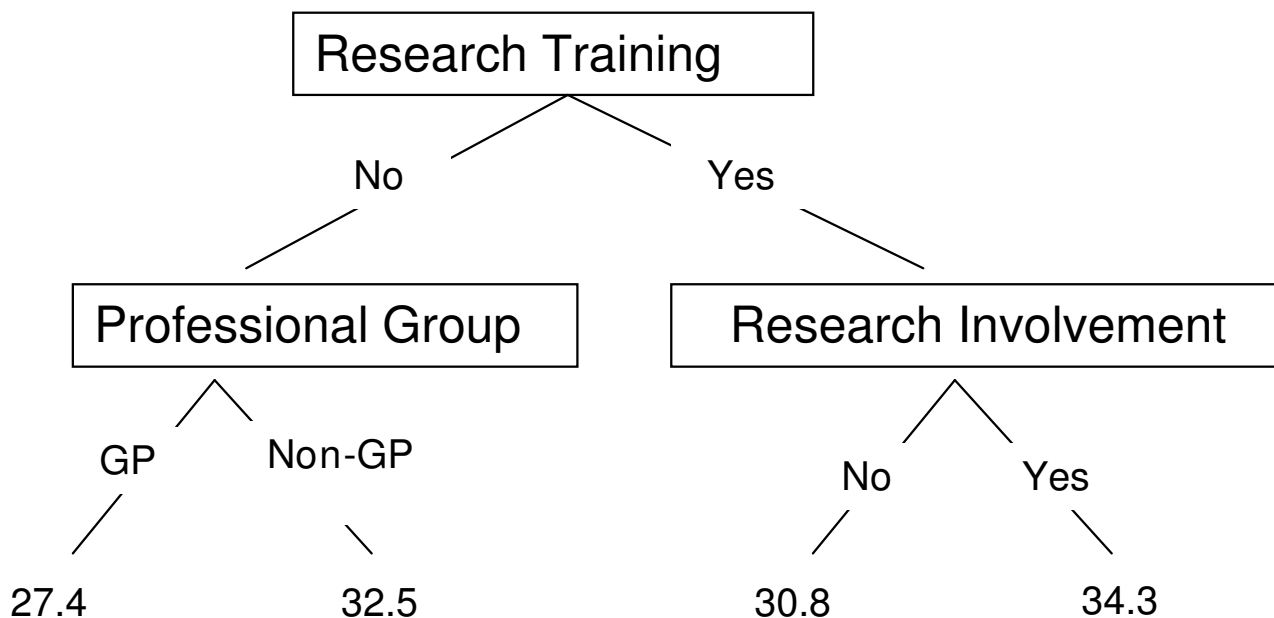 Research Training
No
Yes
Professional Group
Research Involvement
GP
Non-GP
No
Yes
27.4
32.5
30.8
34.3